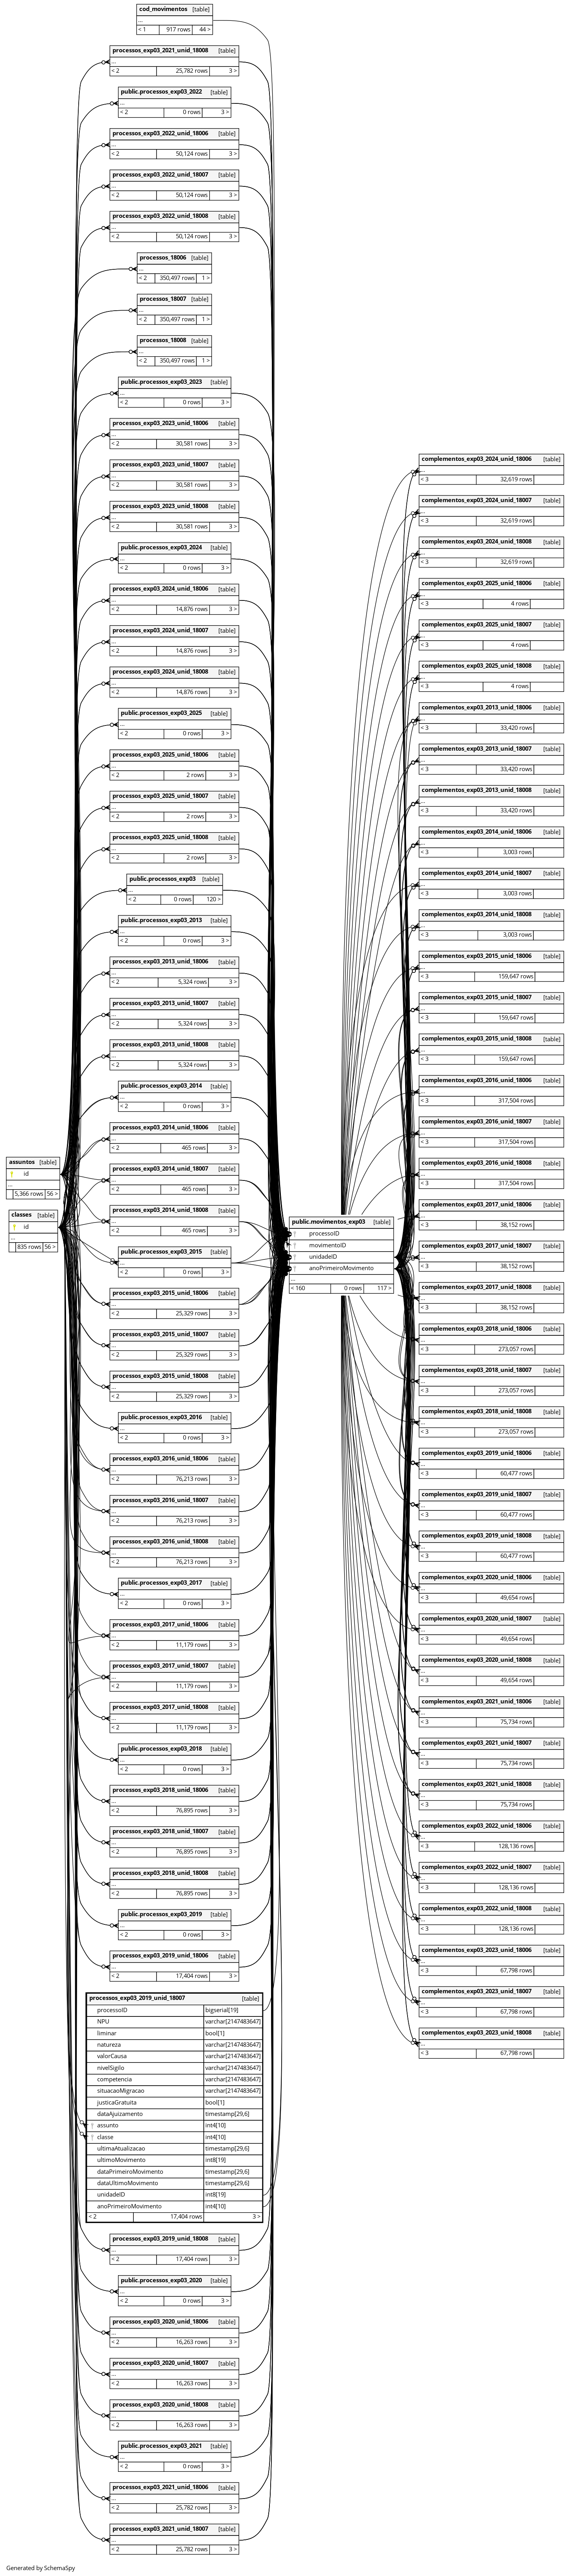 cod_movimentos [table]
...
< 1 917 rows 44 >
processos_exp03_2021_unid_18008 [table]
...
< 2 25,782 rows 3 >
public.processos_exp03_2022 [table]
...
< 2 0 rows 3 >
processos_exp03_2022_unid_18006 [table]
...
< 2 50,124 rows 3 >
processos_exp03_2022_unid_18007 [table]
...
< 2 50,124 rows 3 >
processos_exp03_2022_unid_18008 [table]
...
< 2 50,124 rows 3 >
processos_18006 [table]
...
< 2 350,497 rows 1 >
processos_18007 [table]
...
< 2 350,497 rows 1 >
processos_18008 [table]
...
< 2 350,497 rows 1 >
public.processos_exp03_2023 [table]
...
< 2 0 rows 3 >
processos_exp03_2023_unid_18006 [table]
...
< 2 30,581 rows 3 >
processos_exp03_2023_unid_18007 [table]
...
< 2 30,581 rows 3 >
processos_exp03_2023_unid_18008 [table]
...
< 2 30,581 rows 3 >
public.processos_exp03_2024 [table]
...
< 2 0 rows 3 >
processos_exp03_2024_unid_18006 [table]
...
< 2 14,876 rows 3 >
processos_exp03_2024_unid_18007 [table]
...
< 2 14,876 rows 3 >
processos_exp03_2024_unid_18008 [table]
...
< 2 14,876 rows 3 >
public.processos_exp03_2025 [table]
...
< 2 0 rows 3 >
processos_exp03_2025_unid_18006 [table]
...
< 2 2 rows 3 >
processos_exp03_2025_unid_18007 [table]
...
< 2 2 rows 3 >
processos_exp03_2025_unid_18008 [table]
...
< 2 2 rows 3 >
public.processos_exp03 [table]
...
< 2 0 rows 120 >
public.processos_exp03_2013 [table]
...
< 2 0 rows 3 >
processos_exp03_2013_unid_18006 [table]
...
< 2 5,324 rows 3 >
processos_exp03_2013_unid_18007 [table]
...
< 2 5,324 rows 3 >
processos_exp03_2013_unid_18008 [table]
...
< 2 5,324 rows 3 >
public.processos_exp03_2014 [table]
...
< 2 0 rows 3 >
processos_exp03_2014_unid_18006 [table]
...
< 2 465 rows 3 >
processos_exp03_2014_unid_18007 [table]
...
< 2 465 rows 3 >
processos_exp03_2014_unid_18008 [table]
...
< 2 465 rows 3 >
public.processos_exp03_2015 [table]
...
< 2 0 rows 3 >
processos_exp03_2015_unid_18006 [table]
...
< 2 25,329 rows 3 >
processos_exp03_2015_unid_18007 [table]
...
< 2 25,329 rows 3 >
processos_exp03_2015_unid_18008 [table]
...
< 2 25,329 rows 3 >
public.processos_exp03_2016 [table]
...
< 2 0 rows 3 >
processos_exp03_2016_unid_18006 [table]
...
< 2 76,213 rows 3 >
processos_exp03_2016_unid_18007 [table]
...
< 2 76,213 rows 3 >
processos_exp03_2016_unid_18008 [table]
...
< 2 76,213 rows 3 >
public.processos_exp03_2017 [table]
...
< 2 0 rows 3 >
processos_exp03_2017_unid_18006 [table]
...
< 2 11,179 rows 3 >
processos_exp03_2017_unid_18007 [table]
...
< 2 11,179 rows 3 >
processos_exp03_2017_unid_18008 [table]
...
< 2 11,179 rows 3 >
public.processos_exp03_2018 [table]
...
< 2 0 rows 3 >
processos_exp03_2018_unid_18006 [table]
...
< 2 76,895 rows 3 >
processos_exp03_2018_unid_18007 [table]
...
< 2 76,895 rows 3 >
processos_exp03_2018_unid_18008 [table]
...
< 2 76,895 rows 3 >
public.processos_exp03_2019 [table]
...
< 2 0 rows 3 >
processos_exp03_2019_unid_18006 [table]
...
< 2 17,404 rows 3 >
processos_exp03_2019_unid_18007 [table]
processoID bigserial[19]
NPU varchar[2147483647]
liminar bool[1]
natureza varchar[2147483647]
valorCausa varchar[2147483647]
nivelSigilo varchar[2147483647]
competencia varchar[2147483647]
situacaoMigracao varchar[2147483647]
justicaGratuita bool[1]
dataAjuizamento timestamp[29,6]
assunto int4[10]
classe int4[10]
ultimaAtualizacao timestamp[29,6]
ultimoMovimento int8[19]
dataPrimeiroMovimento timestamp[29,6]
dataUltimoMovimento timestamp[29,6]
unidadeID int8[19]
anoPrimeiroMovimento int4[10]
< 2 17,404 rows 3 >
processos_exp03_2019_unid_18008 [table]
...
< 2 17,404 rows 3 >
public.processos_exp03_2020 [table]
...
< 2 0 rows 3 >
processos_exp03_2020_unid_18006 [table]
...
< 2 16,263 rows 3 >
processos_exp03_2020_unid_18007 [table]
...
< 2 16,263 rows 3 >
processos_exp03_2020_unid_18008 [table]
...
< 2 16,263 rows 3 >
public.processos_exp03_2021 [table]
...
< 2 0 rows 3 >
processos_exp03_2021_unid_18006 [table]
...
< 2 25,782 rows 3 >
processos_exp03_2021_unid_18007 [table]
...
< 2 25,782 rows 3 >
assuntos [table]
id
...
5,366 rows 56 >
classes [table]
id
...
835 rows 56 >
public.movimentos_exp03 [table]
processoID
movimentoID
unidadeID
anoPrimeiroMovimento
...
< 160 0 rows 117 >
complementos_exp03_2024_unid_18006 [table]
...
< 3 32,619 rows
complementos_exp03_2024_unid_18007 [table]
...
< 3 32,619 rows
complementos_exp03_2024_unid_18008 [table]
...
< 3 32,619 rows
complementos_exp03_2025_unid_18006 [table]
...
< 3 4 rows
complementos_exp03_2025_unid_18007 [table]
...
< 3 4 rows
complementos_exp03_2025_unid_18008 [table]
...
< 3 4 rows
complementos_exp03_2013_unid_18006 [table]
...
< 3 33,420 rows
complementos_exp03_2013_unid_18007 [table]
...
< 3 33,420 rows
complementos_exp03_2013_unid_18008 [table]
...
< 3 33,420 rows
complementos_exp03_2014_unid_18006 [table]
...
< 3 3,003 rows
complementos_exp03_2014_unid_18007 [table]
...
< 3 3,003 rows
complementos_exp03_2014_unid_18008 [table]
...
< 3 3,003 rows
complementos_exp03_2015_unid_18006 [table]
...
< 3 159,647 rows
complementos_exp03_2015_unid_18007 [table]
...
< 3 159,647 rows
complementos_exp03_2015_unid_18008 [table]
...
< 3 159,647 rows
complementos_exp03_2016_unid_18006 [table]
...
< 3 317,504 rows
complementos_exp03_2016_unid_18007 [table]
...
< 3 317,504 rows
complementos_exp03_2016_unid_18008 [table]
...
< 3 317,504 rows
complementos_exp03_2017_unid_18006 [table]
...
< 3 38,152 rows
complementos_exp03_2017_unid_18007 [table]
...
< 3 38,152 rows
complementos_exp03_2017_unid_18008 [table]
...
< 3 38,152 rows
complementos_exp03_2018_unid_18006 [table]
...
< 3 273,057 rows
complementos_exp03_2018_unid_18007 [table]
...
< 3 273,057 rows
complementos_exp03_2018_unid_18008 [table]
...
< 3 273,057 rows
complementos_exp03_2019_unid_18006 [table]
...
< 3 60,477 rows
complementos_exp03_2019_unid_18007 [table]
...
< 3 60,477 rows
complementos_exp03_2019_unid_18008 [table]
...
< 3 60,477 rows
complementos_exp03_2020_unid_18006 [table]
...
< 3 49,654 rows
complementos_exp03_2020_unid_18007 [table]
...
< 3 49,654 rows
complementos_exp03_2020_unid_18008 [table]
...
< 3 49,654 rows
complementos_exp03_2021_unid_18006 [table]
...
< 3 75,734 rows
complementos_exp03_2021_unid_18007 [table]
...
< 3 75,734 rows
complementos_exp03_2021_unid_18008 [table]
...
< 3 75,734 rows
complementos_exp03_2022_unid_18006 [table]
...
< 3 128,136 rows
complementos_exp03_2022_unid_18007 [table]
...
< 3 128,136 rows
complementos_exp03_2022_unid_18008 [table]
...
< 3 128,136 rows
complementos_exp03_2023_unid_18006 [table]
...
< 3 67,798 rows
complementos_exp03_2023_unid_18007 [table]
...
< 3 67,798 rows
complementos_exp03_2023_unid_18008 [table]
...
< 3 67,798 rows
Generated by SchemaSpy